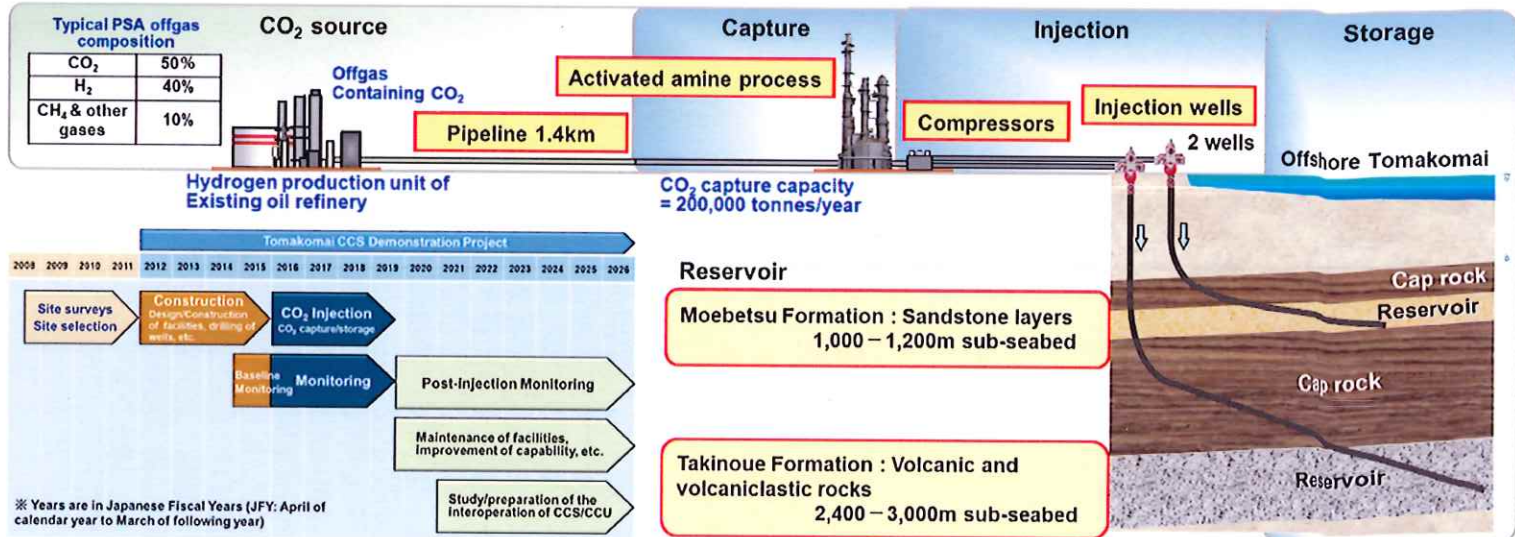 Typical PSA offgas
composition
CO₂ 50%
H₂ 40%
CH₄ & other
gases 10%
CO₂ source
Capture
Injection
Storage
Offgas
Containing CO₂
Pipeline 1.4km
Activated amine process
Compressors
Injection wells
2 wells
Offshore Tomakomai
Hydrogen production unit of
Existing oil refinery
CO₂ capture capacity
= 200,000 tonnes/year
Tomakomai CCS Demonstration Project
2008 2009 2010 2011 2012 2013 2014 2015 2016 2017 2018 2019 2020 2021 2022 2023 2024 2025 2026
Site surveys
Site selection
Construction
Design/Construction
of facilities, drilling of
wells, etc.
CO₂ Injection
CO₂ capture/storage
Baseline
Monitoring
Monitoring
Post-injection Monitoring
Maintenance of facilities,
improvement of capability, etc.
Study/preparation of the
interoperation of CCS/CCU
※ Years are in Japanese Fiscal Years (JFY: April of
calendar year to March of following year)
Reservoir
Moebetsu Formation : Sandstone layers
1,000－1,200m sub-seabed
Takinoue Formation : Volcanic and
volcaniclastic rocks
2,400－3,000m sub-seabed
Cap rock
Reservoir
Cap rock
Reservoir